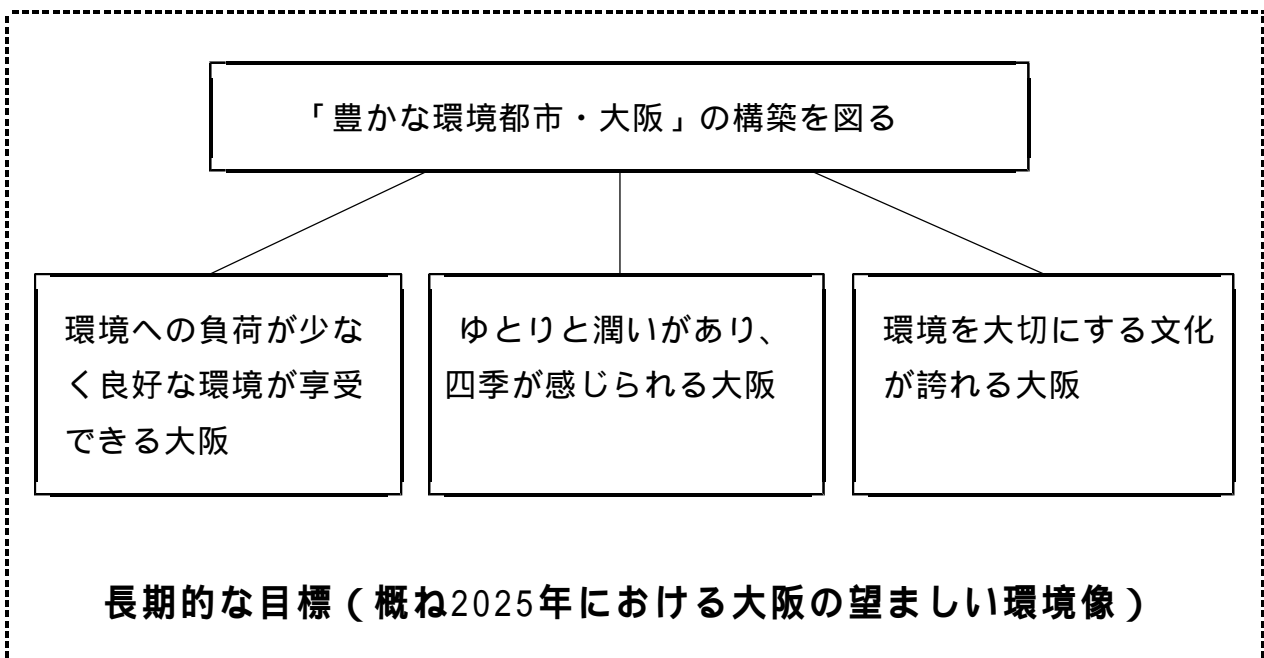 「豊かな環境都市・大阪」の構築を図る
環境への負荷が少な
く良好な環境が享受
できる大阪
ゆとりと潤いがあり、
四季が感じられる大阪
環境を大切にする文化
が誇れる大阪
長期的な目標(概ね2025年における大阪の望ましい環境像)